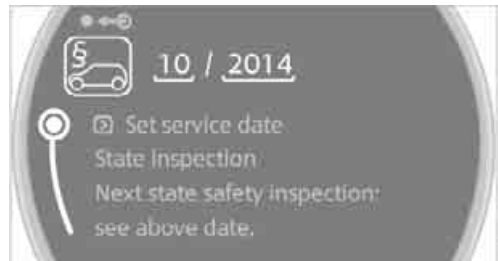 §
10 / 2014
Set service date
State inspection
Next state safety inspection:
see above date.